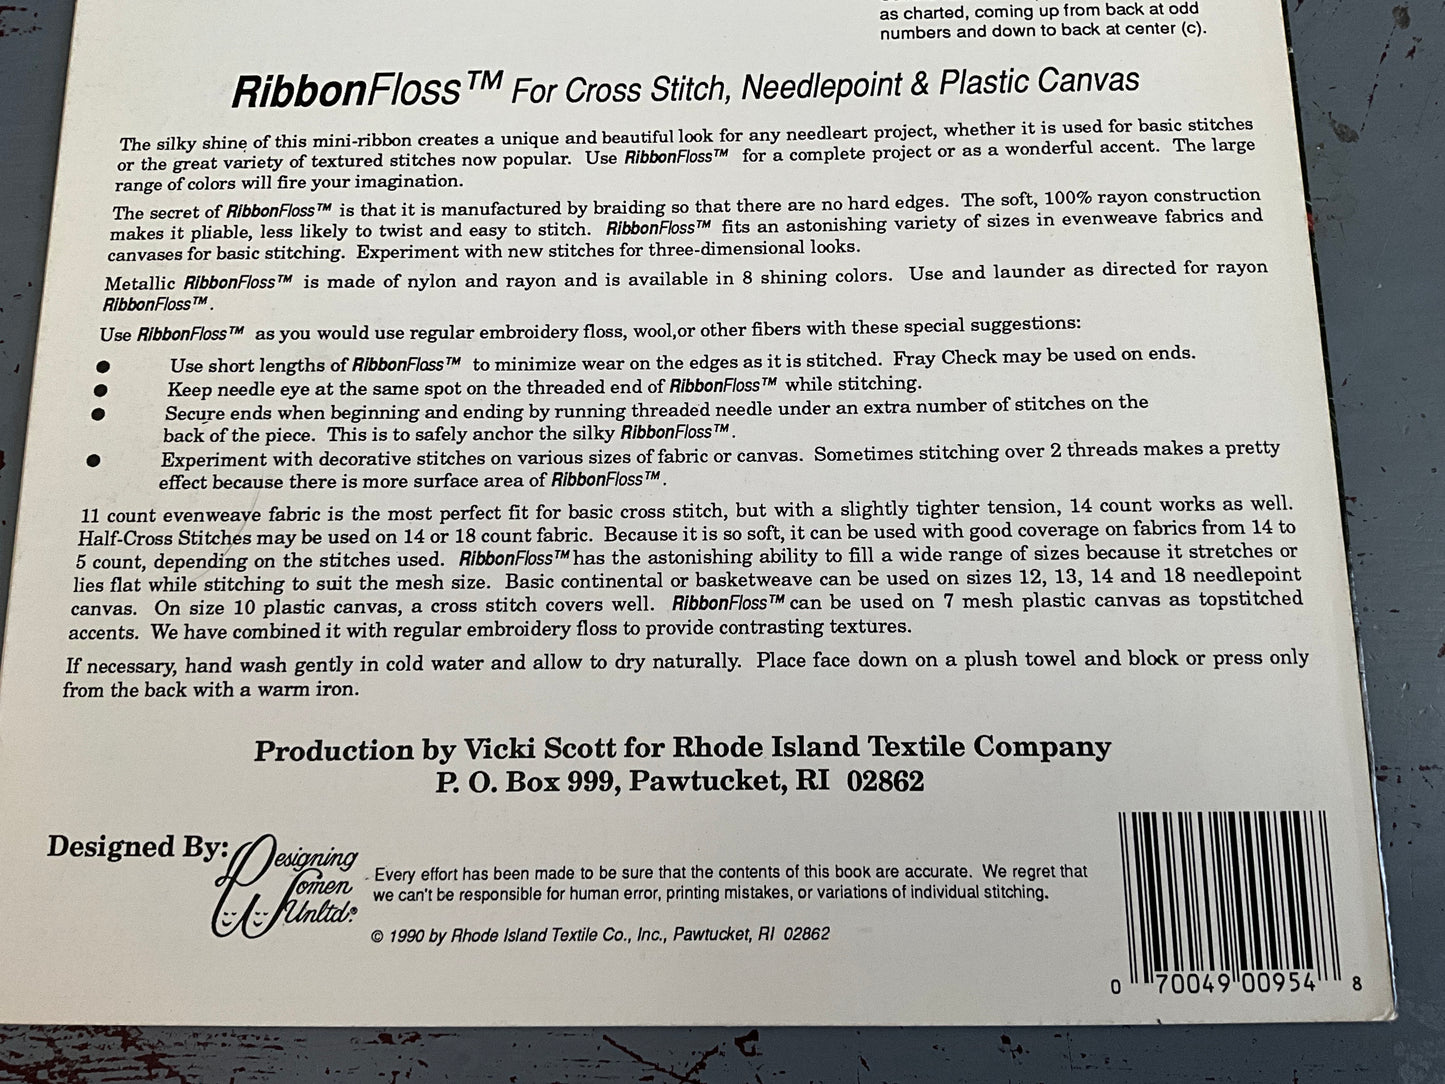 as charted, coming up from back at odd
numbers and down to back at center (c).
RibbonFloss™ For Cross Stitch, Needlepoint & Plastic Canvas
The silky shine of this mini-ribbon creates a unique and beautiful look for any needleart project, whether it is used for basic stitches
or the great variety of textured stitches now popular. Use RibbonFloss™ for a complete project or as a wonderful accent. The large
range of colors will fire your imagination.
The secret of RibbonFloss™ is that it is manufactured by braiding so that there are no hard edges. The soft, 100% rayon construction
makes it pliable, less likely to twist and easy to stitch. RibbonFloss™ fits an astonishing variety of sizes in evenweave fabrics and
canvases for basic stitching. Experiment with new stitches for three-dimensional looks.
Metallic RibbonFloss™ is made of nylon and rayon and is available in 8 shining colors. Use and launder as directed for rayon
RibbonFloss™.
Use RibbonFloss™ as you would use regular embroidery floss, wool,or other fibers with these special suggestions:
● Use short lengths of RibbonFloss™ to minimize wear on the edges as it is stitched. Fray Check may be used on ends.
● Keep needle eye at the same spot on the threaded end of RibbonFloss™ while stitching.
● Secure ends when beginning and ending by running threaded needle under an extra number of stitches on the
back of the piece. This is to safely anchor the silky RibbonFloss™.
● Experiment with decorative stitches on various sizes of fabric or canvas. Sometimes stitching over 2 threads makes a pretty
effect because there is more surface area of RibbonFloss™.
11 count evenweave fabric is the most perfect fit for basic cross stitch, but with a slightly tighter tension, 14 count works as well.
Half-Cross Stitches may be used on 14 or 18 count fabric. Because it is so soft, it can be used with good coverage on fabrics from 14 to
5 count, depending on the stitches used. RibbonFloss™ has the astonishing ability to fill a wide range of sizes because it stretches or
lies flat while stitching to suit the mesh size. Basic continental or basketweave can be used on sizes 12, 13, 14 and 18 needlepoint
canvas. On size 10 plastic canvas, a cross stitch covers well. RibbonFloss™ can be used on 7 mesh plastic canvas as topstitched
accents. We have combined it with regular embroidery floss to provide contrasting textures.
If necessary, hand wash gently in cold water and allow to dry naturally. Place face down on a plush towel and block or press only
from the back with a warm iron.
Production by Vicki Scott for Rhode Island Textile Company
P. O. Box 999, Pawtucket, RI 02862
Designed By:
Designing
Women
Unltd.®
Every effort has been made to be sure that the contents of this book are accurate. We regret that
we can't be responsible for human error, printing mistakes, or variations of individual stitching.
© 1990 by Rhode Island Textile Co., Inc., Pawtucket, RI 02862
0 70049 00954 8